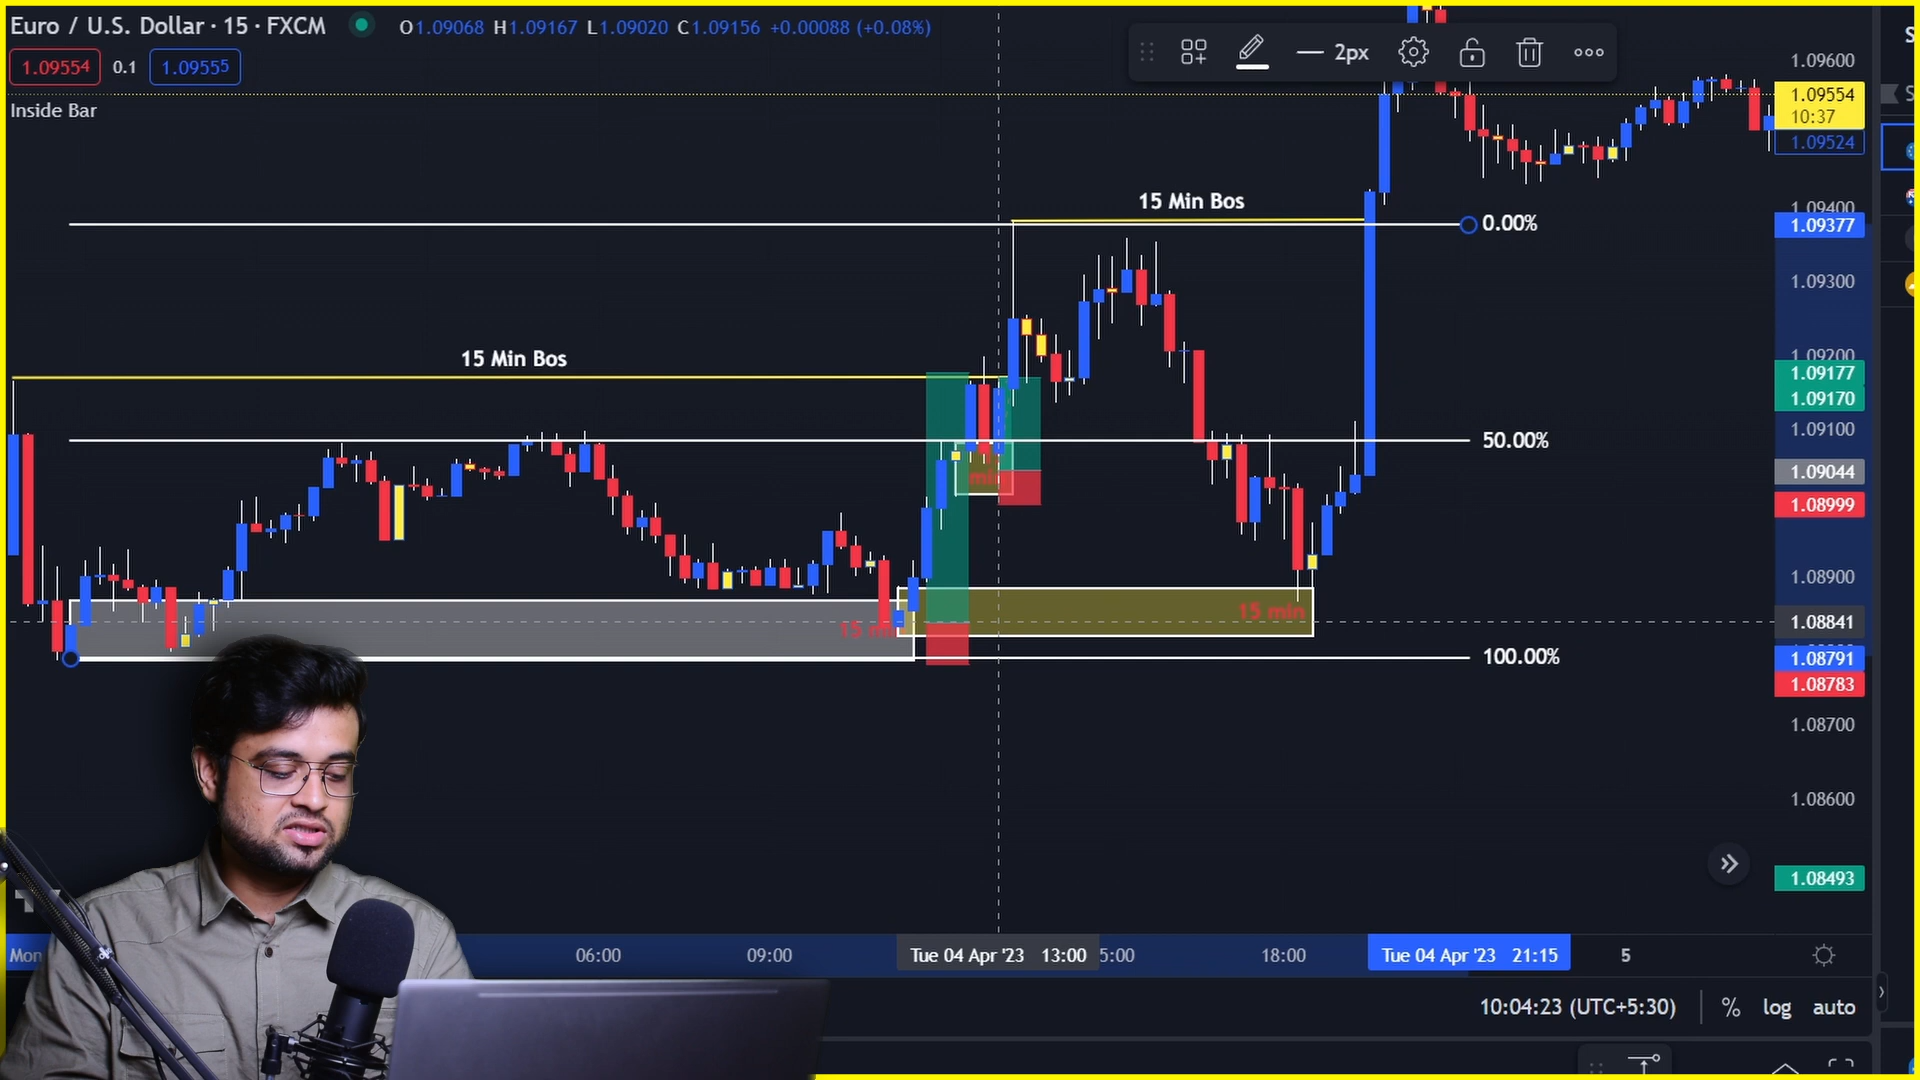 Euro / U.S. Dollar · 15 · FXCM
O1.09068 H1.09167 L1.09020 C1.09156 +0.00088 (+0.08%)
1.09554 0.1 1.09555
Inside Bar
2px
1.09600
1.09554
10:37
1.09524
15 Min Bos
0.00%
1.09400
1.09377
1.09300
15 Min Bos
1.09200
1.09177
1.09170
50.00%
1.09100
1.09044
1.08999
1.08900
15 min
1.08841
100.00%
1.08791
1.08783
1.08700
1.08600
1.08493
Mon
06:00
09:00
Tue 04 Apr '23 13:00
5:00
18:00
Tue 04 Apr '23 21:15
5
10:04:23 (UTC+5:30)
%
log
auto